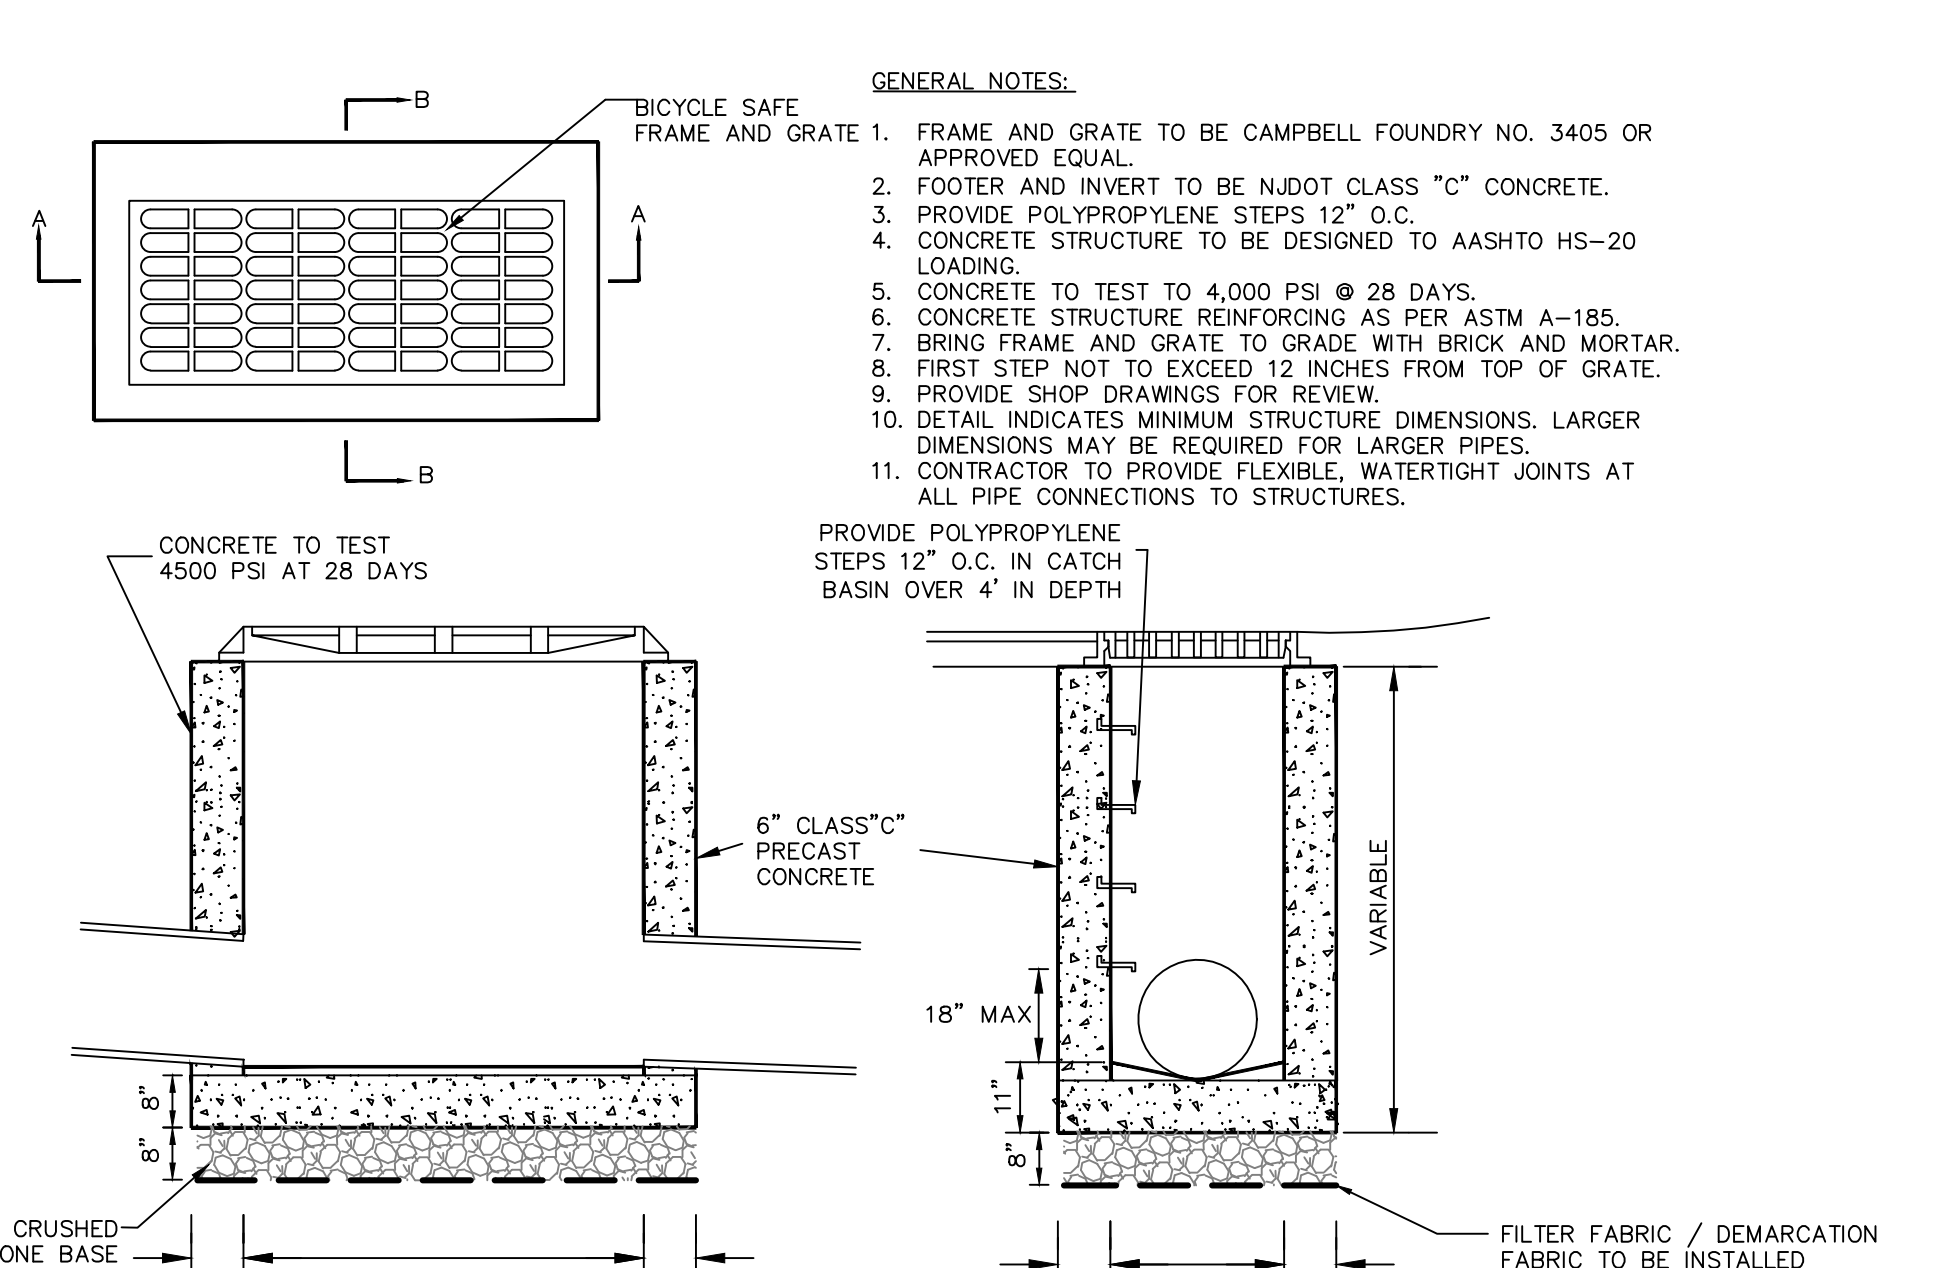 B
BICYCLE SAFE
FRAME AND GRATE
A
A
B
GENERAL NOTES:
1. FRAME AND GRATE TO BE CAMPBELL FOUNDRY NO. 3405 OR
APPROVED EQUAL.
2. FOOTER AND INVERT TO BE NJDOT CLASS "C" CONCRETE.
3. PROVIDE POLYPROPYLENE STEPS 12" O.C.
4. CONCRETE STRUCTURE TO BE DESIGNED TO AASHTO HS-20
LOADING.
5. CONCRETE TO TEST TO 4,000 PSI @ 28 DAYS.
6. CONCRETE STRUCTURE REINFORCING AS PER ASTM A-185.
7. BRING FRAME AND GRATE TO GRADE WITH BRICK AND MORTAR.
8. FIRST STEP NOT TO EXCEED 12 INCHES FROM TOP OF GRATE.
9. PROVIDE SHOP DRAWINGS FOR REVIEW.
10. DETAIL INDICATES MINIMUM STRUCTURE DIMENSIONS. LARGER
DIMENSIONS MAY BE REQUIRED FOR LARGER PIPES.
11. CONTRACTOR TO PROVIDE FLEXIBLE, WATERTIGHT JOINTS AT
ALL PIPE CONNECTIONS TO STRUCTURES.
CONCRETE TO TEST
4500 PSI AT 28 DAYS
PROVIDE POLYPROPYLENE
STEPS 12" O.C. IN CATCH
BASIN OVER 4' IN DEPTH
6" CLASS"C"
PRECAST
CONCRETE
VARIABLE
18" MAX
11"
8"
8"
8"
CRUSHED
ONE BASE
FILTER FABRIC / DEMARCATION
FABRIC TO BE INSTALLED